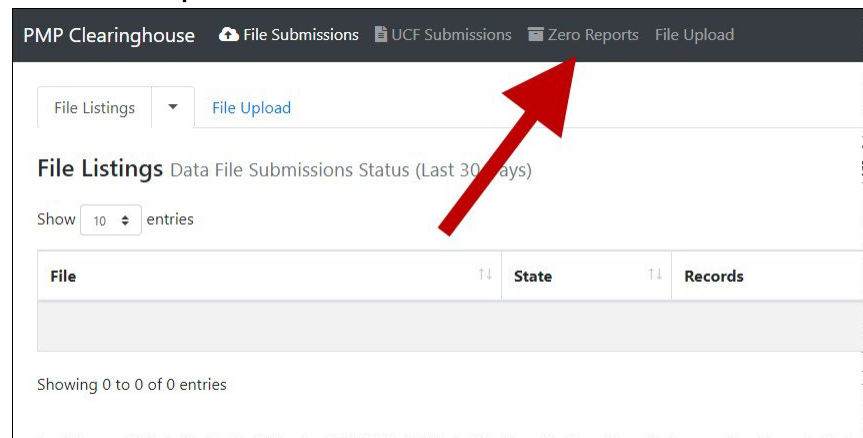 PMP Clearinghouse File Submissions UCF Submissions Zero Reports File Upload
File Listings File Upload
File Listings Data File Submissions Status (Last 30 Days)
Show 10 entries
File State Records
Showing 0 to 0 of 0 entries